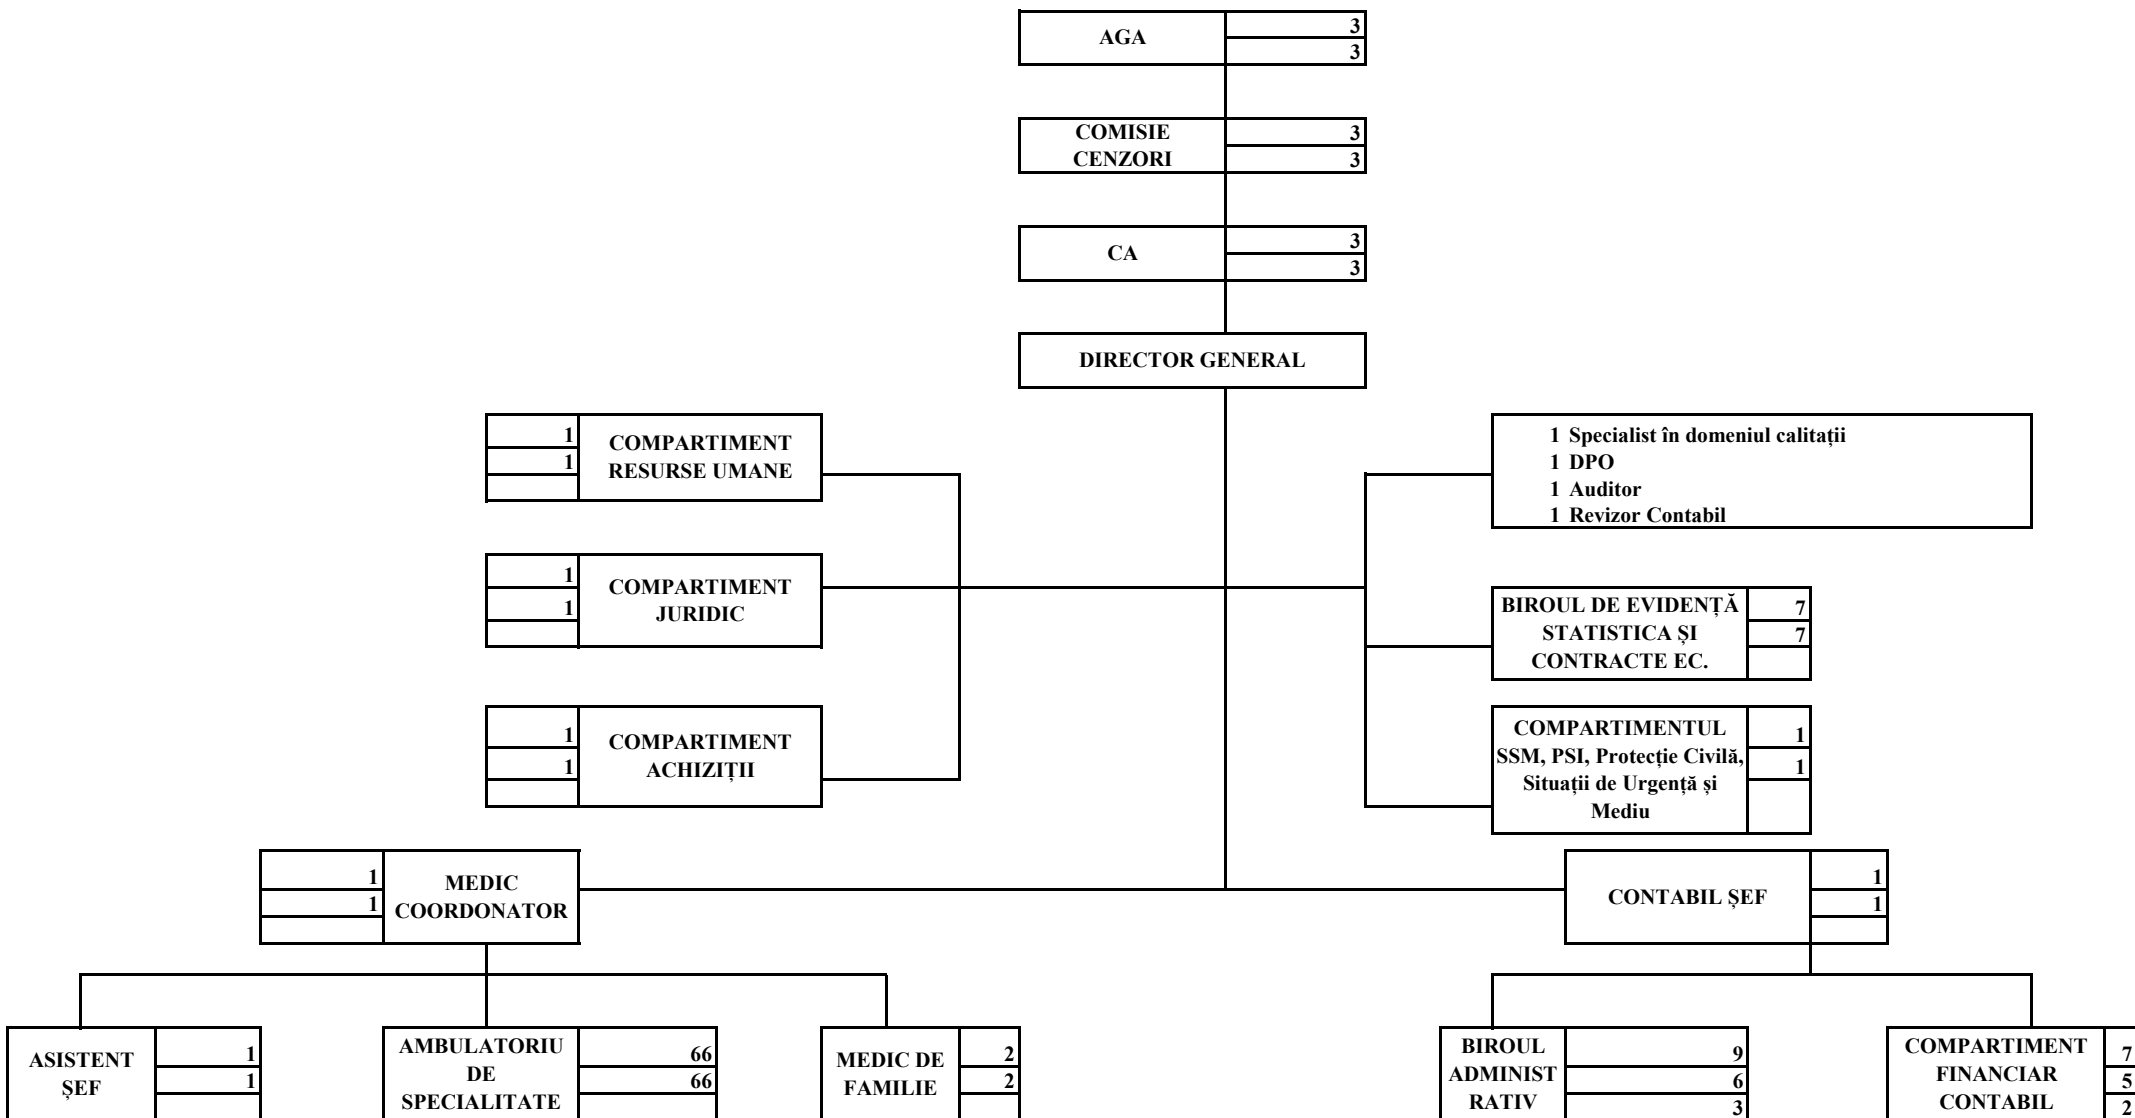 AGA
3
3
COMISIE
CENZORI
3
3
CA
3
3
DIRECTOR GENERAL
1
1
COMPARTIMENT
RESURSE UMANE
1 Specialist în domeniul calitații
1 DPO
1 Auditor
1 Revizor Contabil
1
1
COMPARTIMENT
JURIDIC
BIROUL DE EVIDENȚĂ
STATISTICA ȘI
CONTRACTE EC.
7
7
1
1
COMPARTIMENT
ACHIZIȚII
COMPARTIMENTUL
SSM, PSI, Protecție Civilă,
Situații de Urgență și
Mediu
1
1
1
1
MEDIC
COORDONATOR
CONTABIL ȘEF
1
1
ASISTENT
ȘEF
1
1
AMBULATORIU
DE
SPECIALITATE
66
66
MEDIC DE
FAMILIE
2
2
BIROUL
ADMINIST
RATIV
9
6
3
COMPARTIMENT
FINANCIAR
CONTABIL
7
5
2